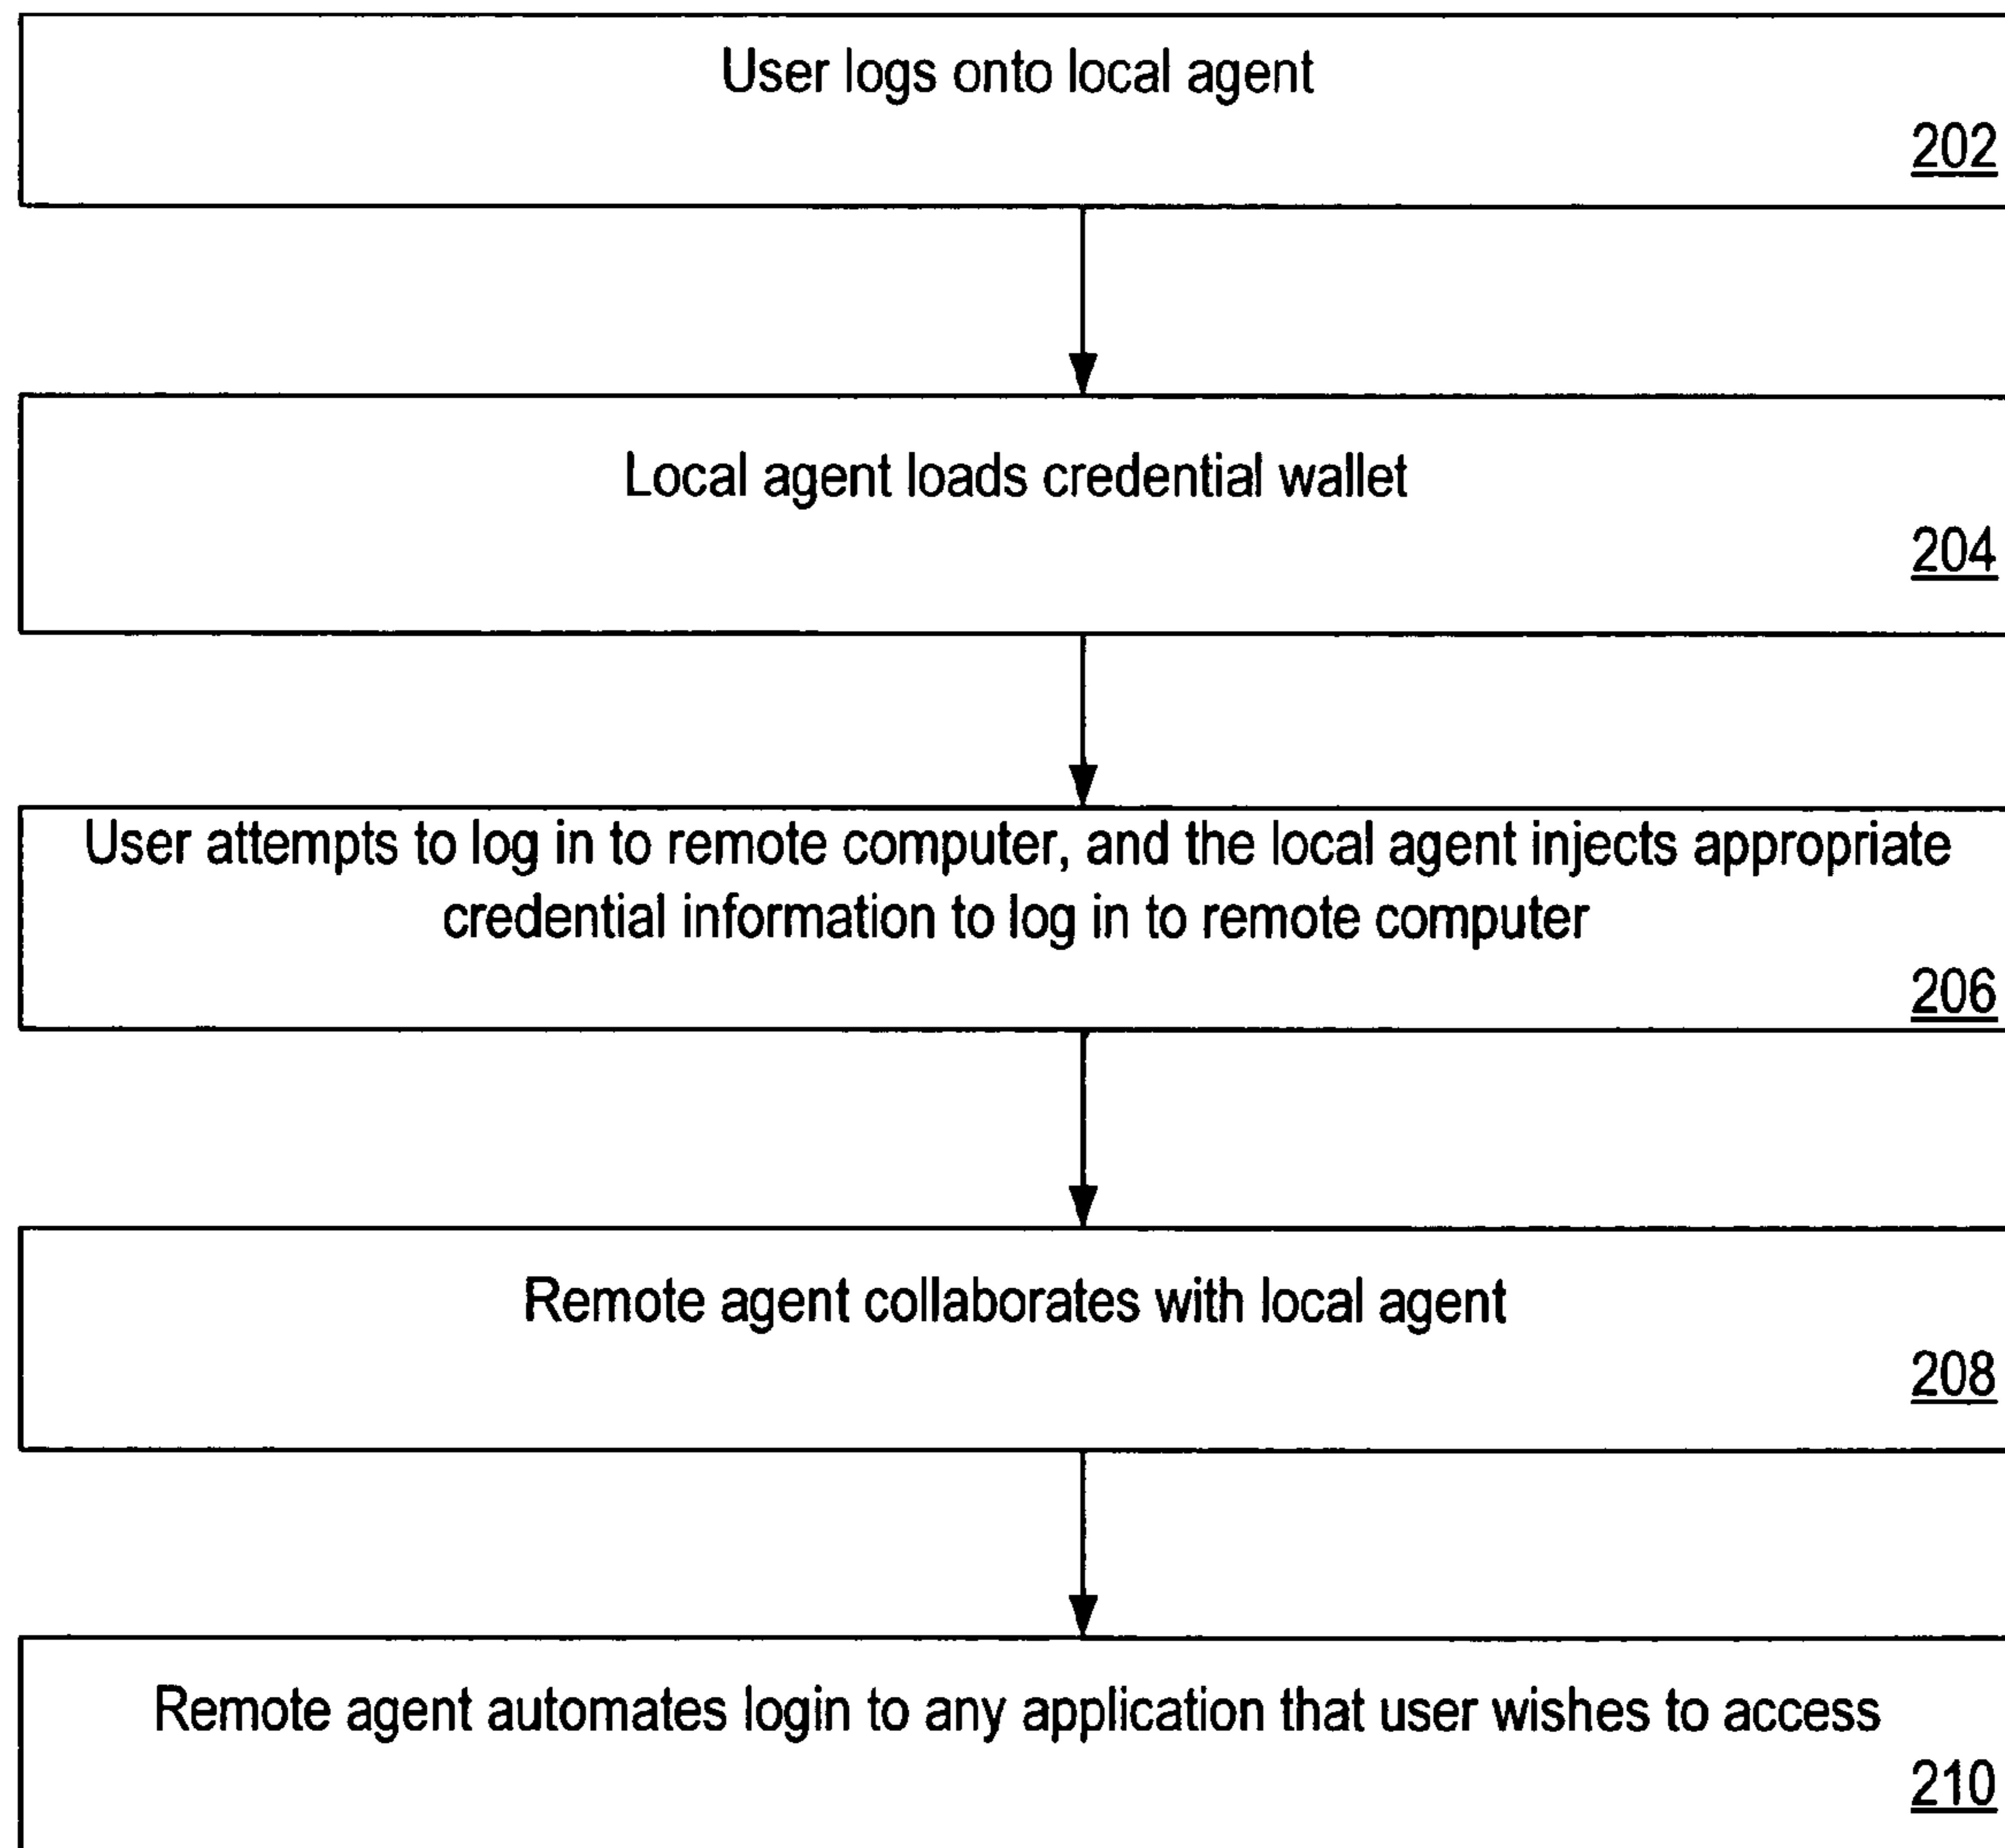 User logs onto local agent
202
Local agent loads credential wallet
204
User attempts to log in to remote computer, and the local agent injects appropriate
credential information to log in to remote computer
206
Remote agent collaborates with local agent
208
Remote agent automates login to any application that user wishes to access
210